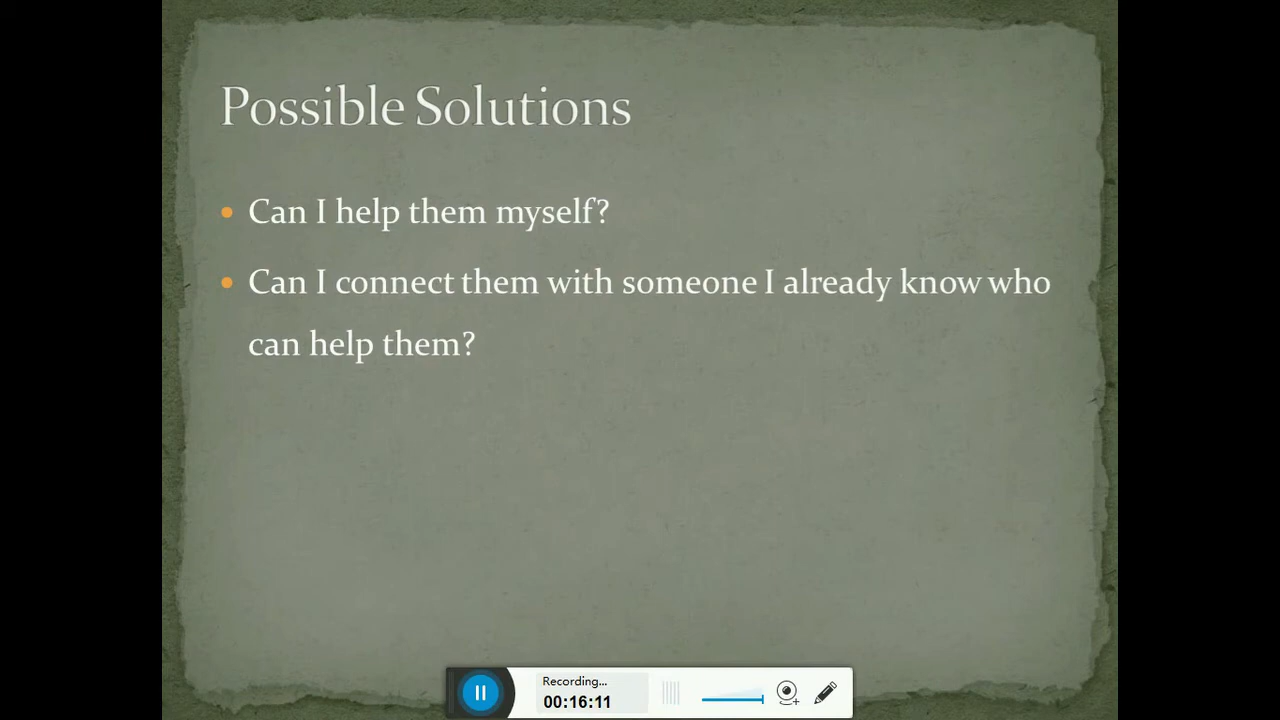 Possible Solutions
Can I help them myself?
Can I connect them with someone I already know who
can help them?
Recording...
00:16:11